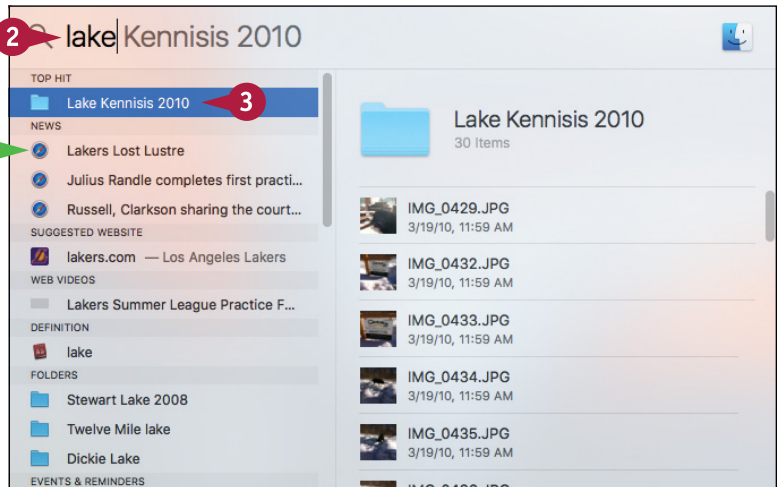 2
lake Kennisis 2010
TOP HIT
Lake Kennisis 2010
3
NEWS
Lakers Lost Lustre
Julius Randle completes first practi...
Russell, Clarkson sharing the court...
SUGGESTED WEBSITE
lakers.com — Los Angeles Lakers
WEB VIDEOS
Lakers Summer League Practice F...
DEFINITION
lake
FOLDERS
Stewart Lake 2008
Twelve Mile lake
Dickie Lake
EVENTS & REMINDERS
Lake Kennisis 2010
30 Items
IMG_0429.JPG
3/19/10, 11:59 AM
IMG_0432.JPG
3/19/10, 11:59 AM
IMG_0433.JPG
3/19/10, 11:59 AM
IMG_0434.JPG
3/19/10, 11:59 AM
IMG_0435.JPG
3/19/10, 11:59 AM